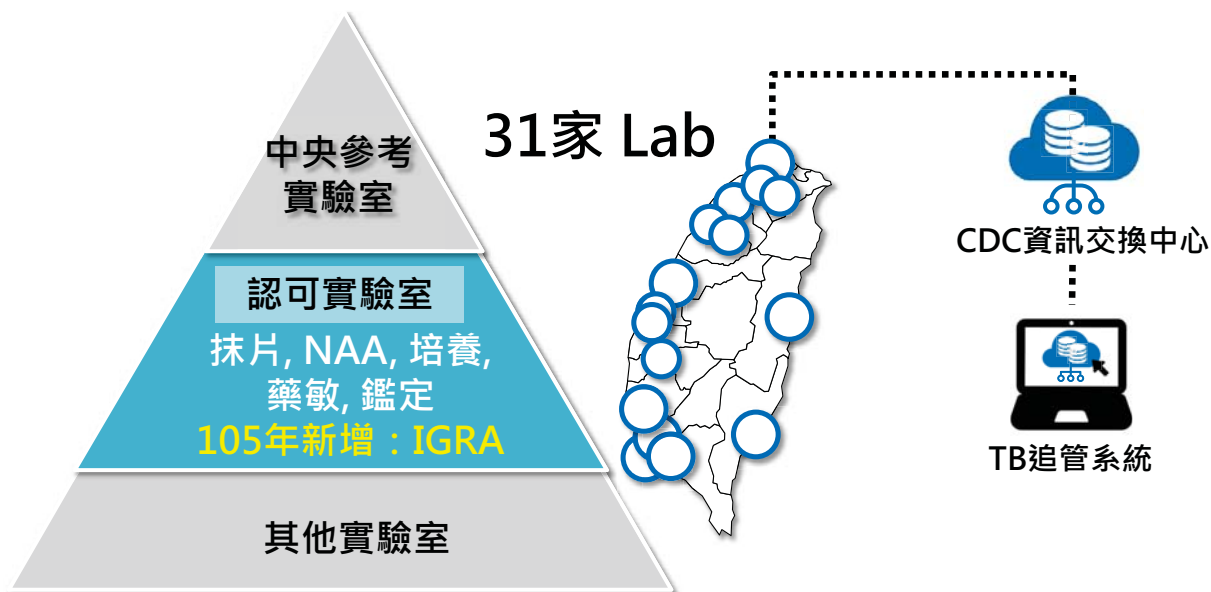 中央參考
實驗室
認可實驗室
抹片, NAA, 培養,
藥敏, 鑑定
105年新增：IGRA
其他實驗室
31家 Lab
CDC資訊交換中心
TB追管系統